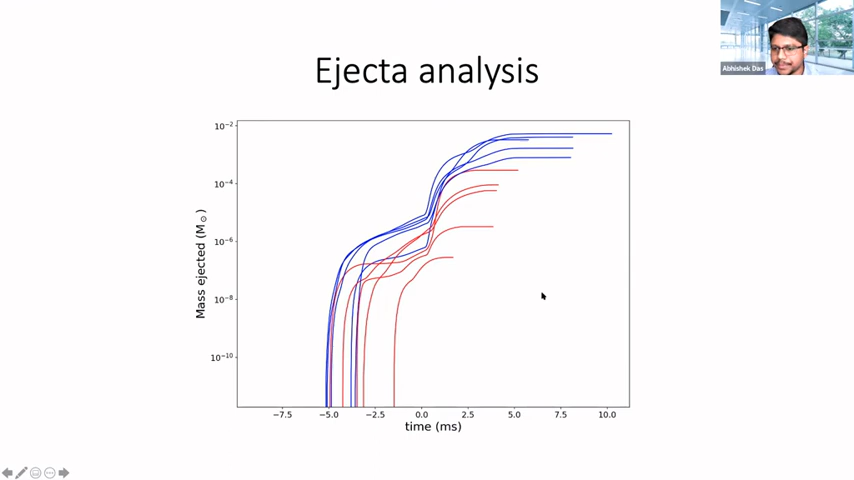 Abhishek Das
Ejecta analysis
10⁻²
10⁻⁴
10⁻⁶
10⁻⁸
10⁻¹⁰
Mass ejected (M⊙)
−7.5 −5.0 −2.5 0.0 2.5 5.0 7.5 10.0
time (ms)